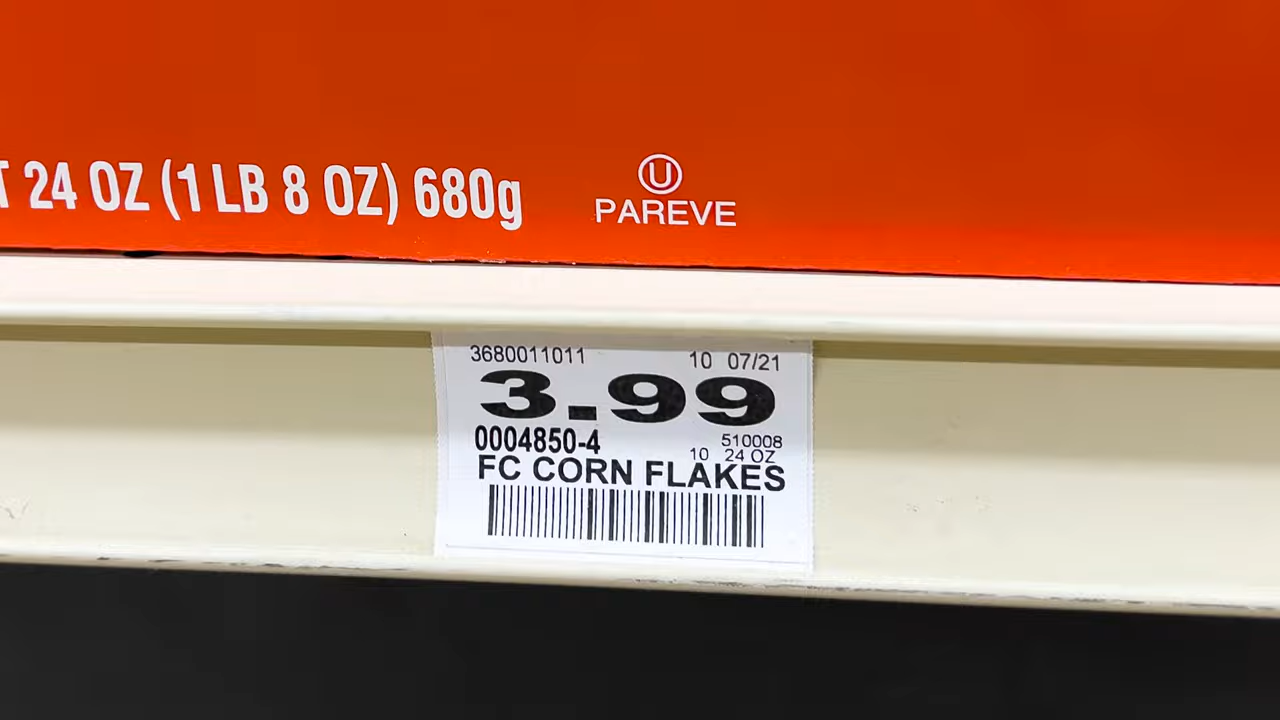 T 24 OZ (1 LB 8 OZ) 680g
U
PAREVE
3680011011 10 07/21
3.99
0004850-4 510008
10 24 OZ
FC CORN FLAKES